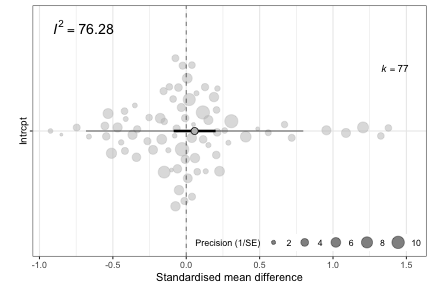 I² = 76.28
k = 77
Intrcpt
Precision (1/SE) 2 4 6 8 10
-1.0 -0.5 0.0 0.5 1.0 1.5
Standardised mean difference